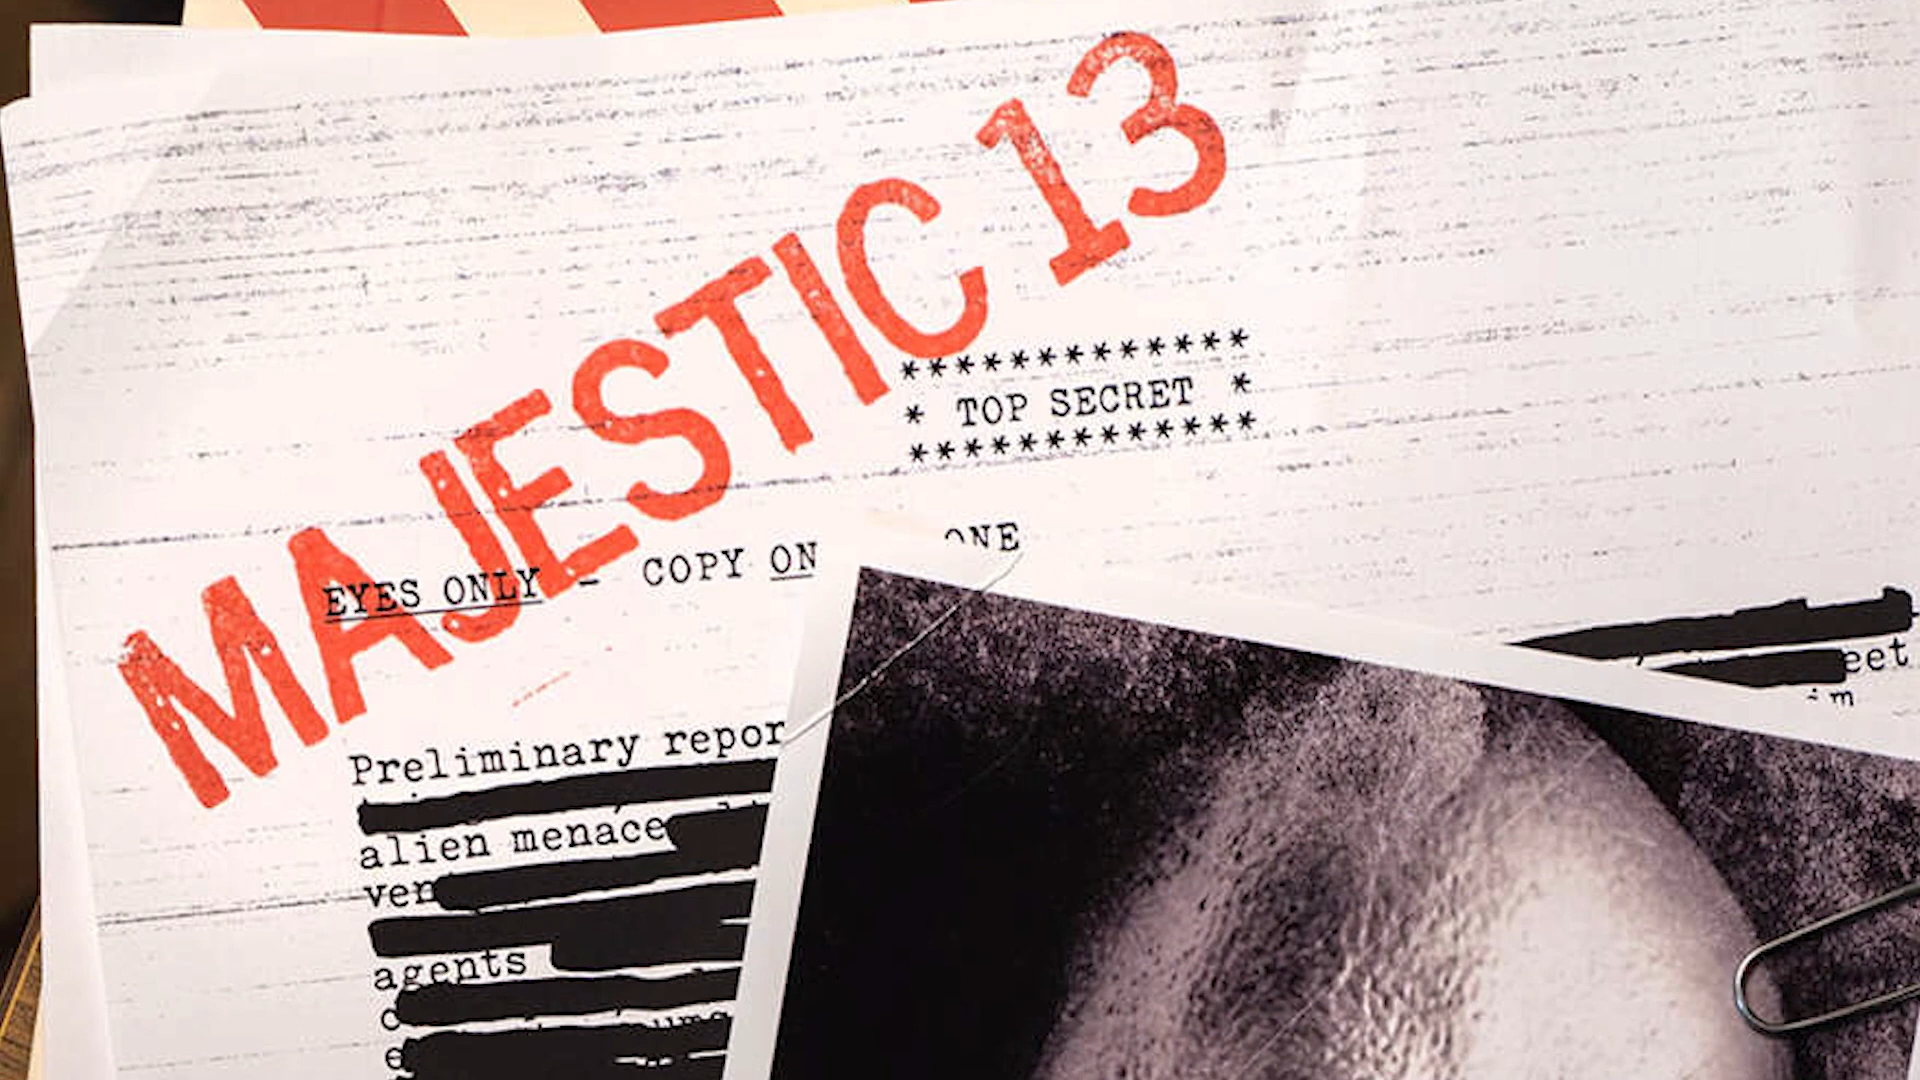 MAJESTIC 13
*************
* TOP SECRET *
*************
EYES ONLY - COPY ON ONE
eet
Preliminary repor
alien menace
ven
agents